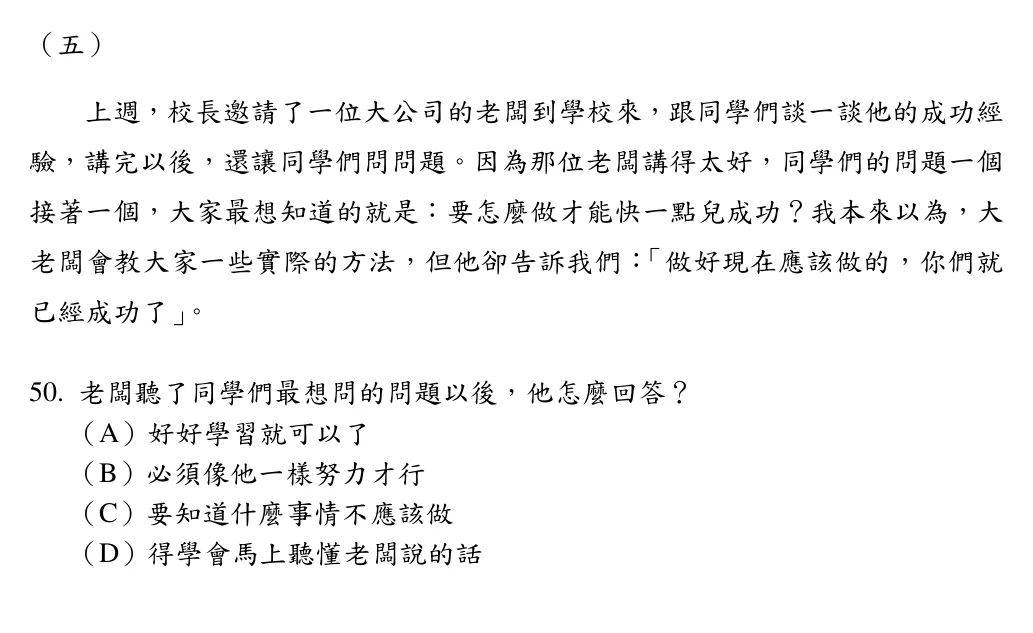 （五）
上週，校長邀請了一位大公司的老闆到學校來，跟同學們談一談他的成功經
驗，講完以後，還讓同學們問問題。因為那位老闆講得太好，同學們的問題一個
接著一個，大家最想知道的就是：要怎麼做才能快一點兒成功？我本來以為，大
老闆會教大家一些實際的方法，但他卻告訴我們：「做好現在應該做的，你們就
已經成功了」。
50. 老闆聽了同學們最想問的問題以後，他怎麼回答？
（A）好好學習就可以了
（B）必須像他一樣努力才行
（C）要知道什麼事情不應該做
（D）得學會馬上聽懂老闆說的話